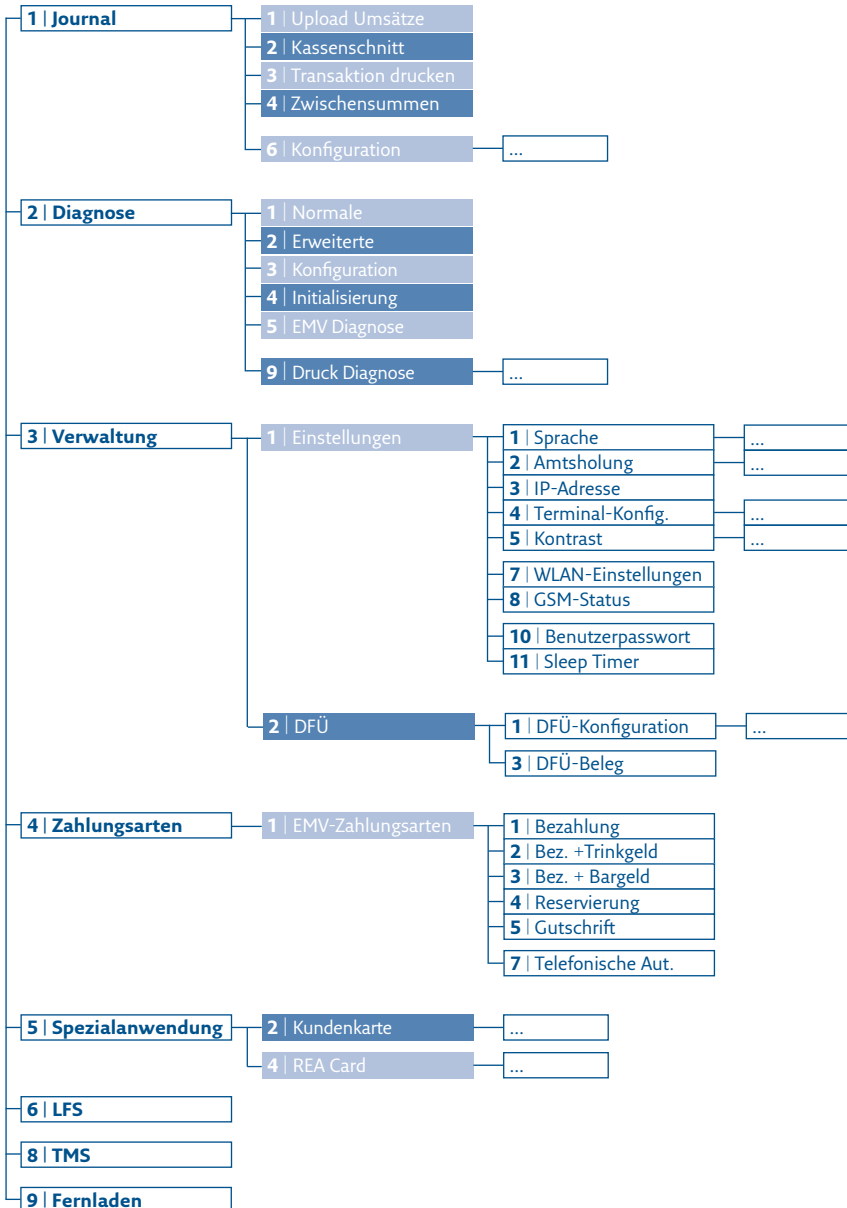 1 | Journal
1 | Upload Umsätze
2 | Kassenschnitt
3 | Transaktion drucken
4 | Zwischensummen
6 | Konfiguration
...
2 | Diagnose
1 | Normale
2 | Erweiterte
3 | Konfiguration
4 | Initialisierung
5 | EMV Diagnose
9 | Druck Diagnose
...
3 | Verwaltung
1 | Einstellungen
1 | Sprache
...
2 | Amtsholung
...
3 | IP-Adresse
4 | Terminal-Konfig.
...
5 | Kontrast
...
7 | WLAN-Einstellungen
8 | GSM-Status
10 | Benutzerpasswort
11 | Sleep Timer
2 | DFÜ
1 | DFÜ-Konfiguration
...
3 | DFÜ-Beleg
4 | Zahlungsarten
1 | EMV-Zahlungsarten
1 | Bezahlung
2 | Bez. +Trinkgeld
3 | Bez. + Bargeld
4 | Reservierung
5 | Gutschrift
7 | Telefonische Aut.
5 | Spezialanwendung
2 | Kundenkarte
...
4 | REA Card
...
6 | LFS
8 | TMS
9 | Fernladen